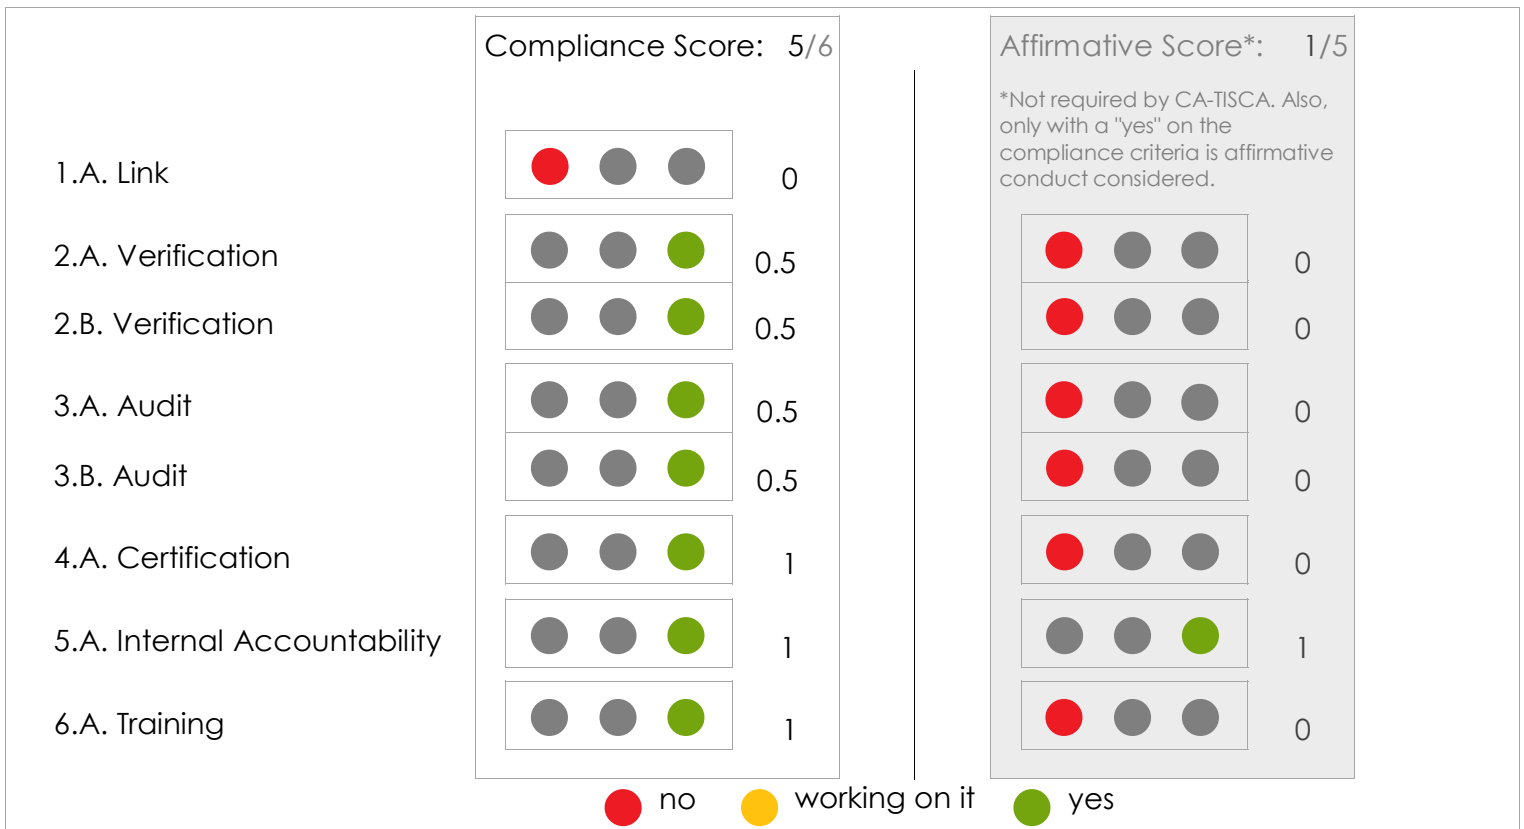 Compliance Score: 5/6
Affirmative Score*: 1/5
*Not required by CA-TISCA. Also,
only with a "yes" on the
compliance criteria is affirmative
conduct considered.
1.A. Link 0
2.A. Verification 0.5 0
2.B. Verification 0.5 0
3.A. Audit 0.5 0
3.B. Audit 0.5 0
4.A. Certification 1 0
5.A. Internal Accountability 1 1
6.A. Training 1 0
no working on it yes